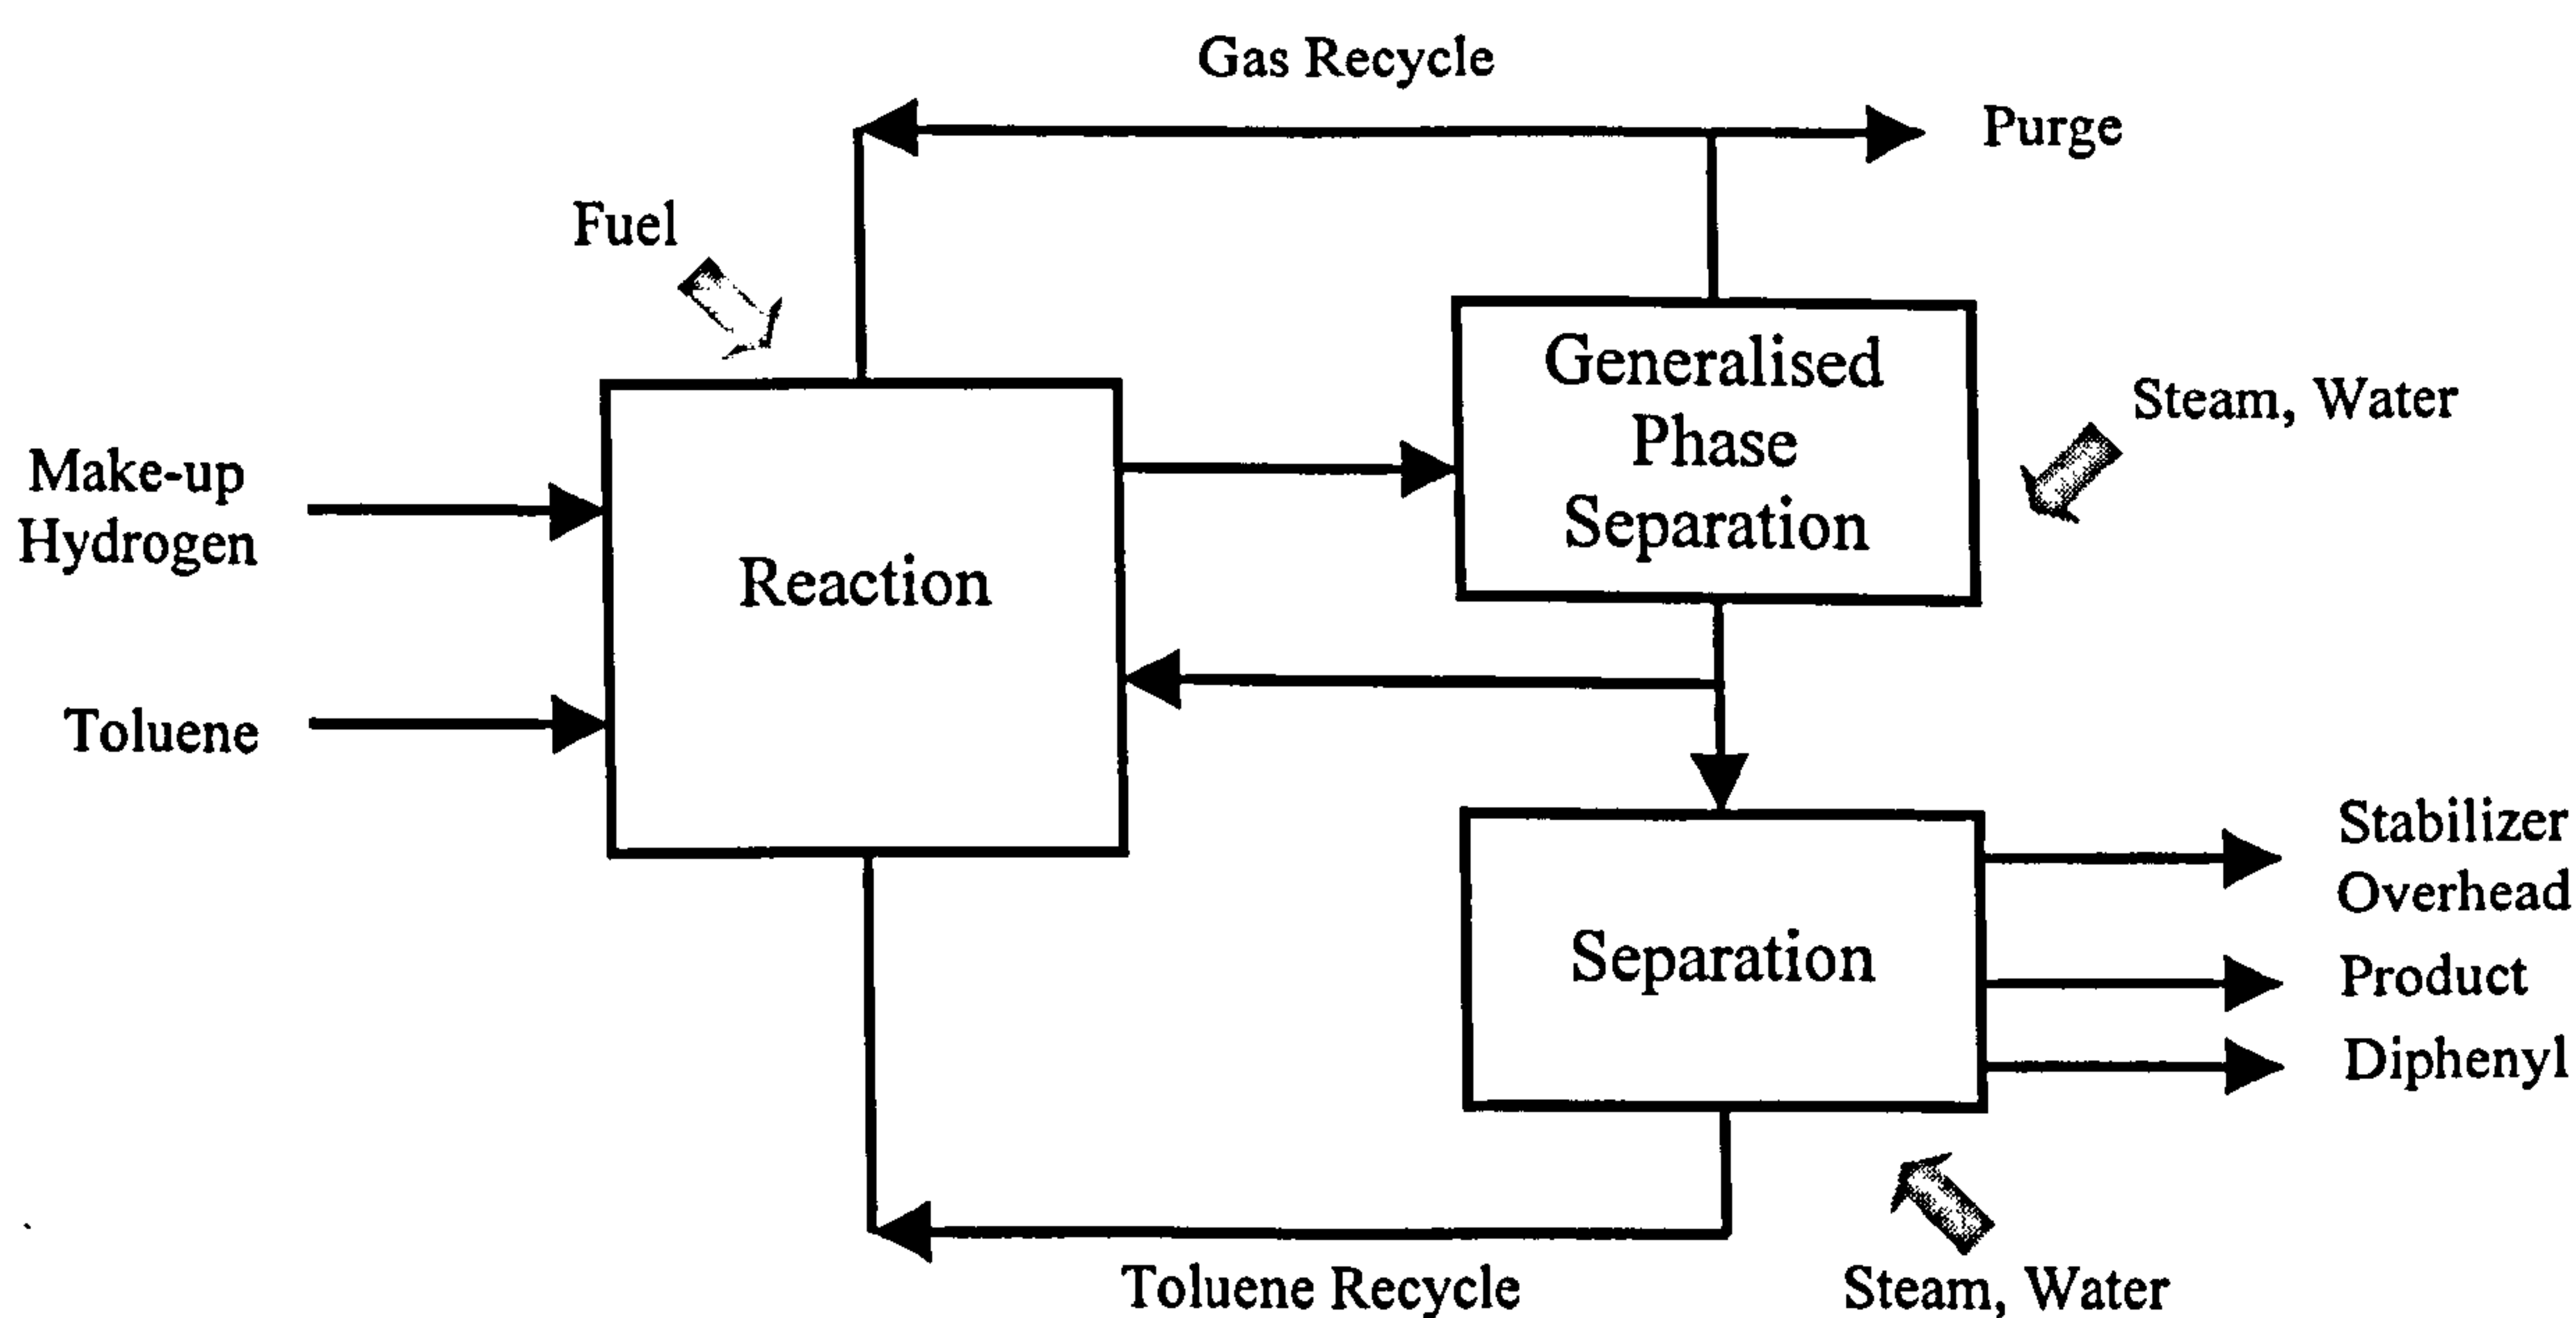 Gas Recycle
Purge
Fuel
Generalised
Phase
Separation
Steam, Water
Make-up
Hydrogen
Reaction
Toluene
Stabilizer
Overhead
Separation
Product
Diphenyl
Toluene Recycle
Steam, Water